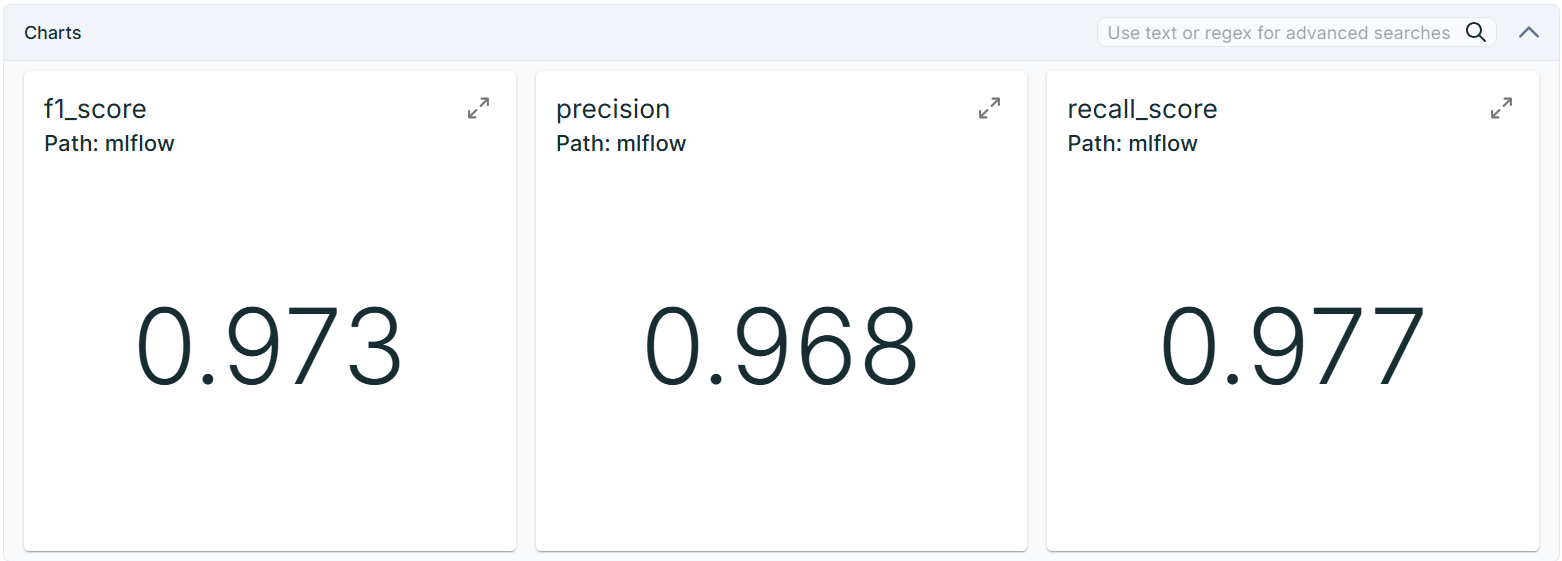 Charts
Use text or regex for advanced searches
f1_score
Path: mlflow
0.973
precision
Path: mlflow
0.968
recall_score
Path: mlflow
0.977